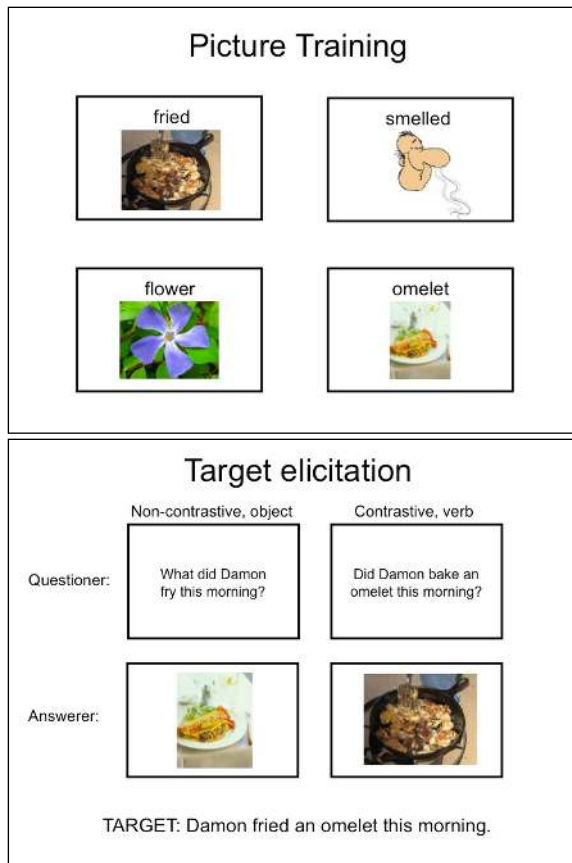 Picture Training
fried
smelled
flower
omelet
Target elicitation
Non-contrastive, object
Contrastive, verb
Questioner:
What did Damon
fry this morning?
Did Damon bake an
omelet this morning?
Answerer:
TARGET: Damon fried an omelet this morning.